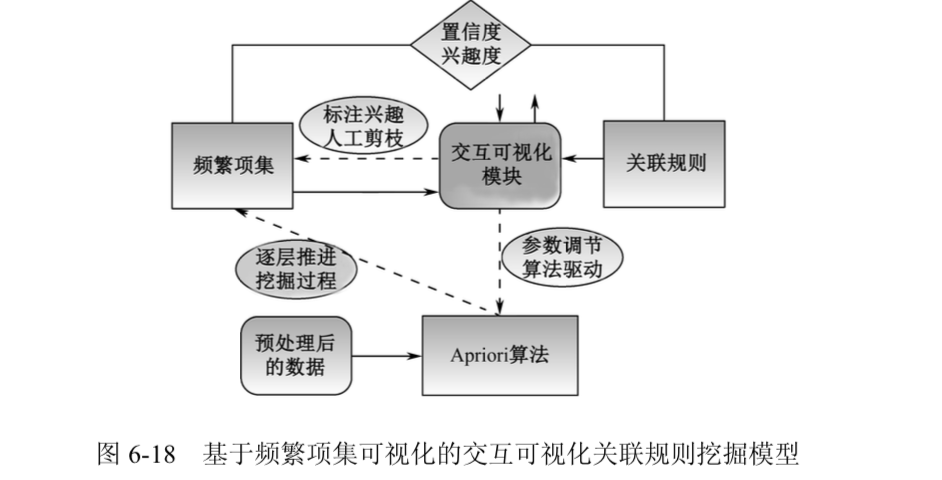 置信度
兴趣度
标注兴趣
人工剪枝
频繁项集
交互可视化
模块
关联规则
逐层推进
挖掘过程
参数调节
算法驱动
预处理后
的数据
Apriori算法
图 6-18 基于频繁项集可视化的交互可视化关联规则挖掘模型